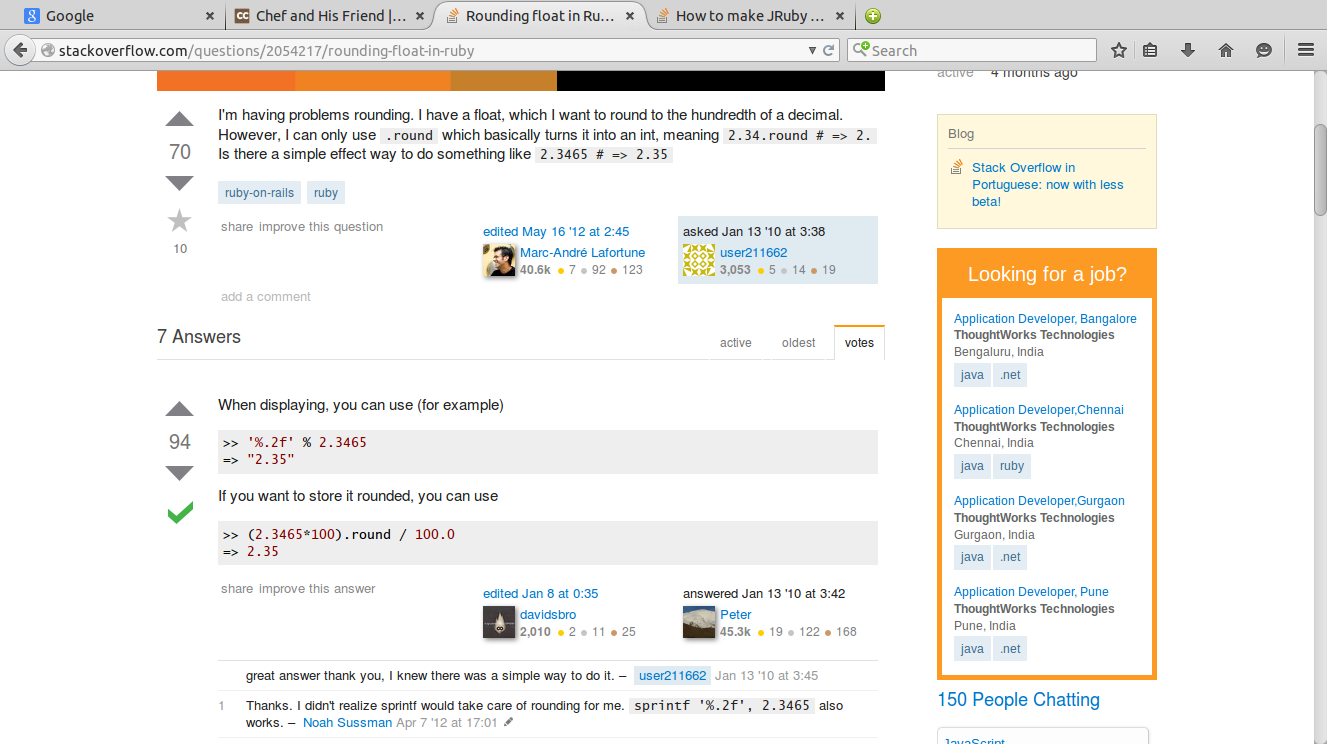 Google
Chef and His Friend |...
Rounding float in Ru...
How to make JRuby ...
stackoverflow.com/questions/2054217/rounding-float-in-ruby
Search
active 4 months ago
70
I'm having problems rounding. I have a float, which I want to round to the hundredth of a decimal.
However, I can only use .round which basically turns it into an int, meaning 2.34.round # => 2.
Is there a simple effect way to do something like 2.3465 # => 2.35
ruby-on-rails ruby
10
share improve this question
edited May 16 '12 at 2:45
Marc-André Lafortune
40.6k 7 92 123
asked Jan 13 '10 at 3:38
user211662
3,053 5 14 19
add a comment
7 Answers
active oldest votes
94
When displaying, you can use (for example)
>> '%.2f' % 2.3465
=> "2.35"
If you want to store it rounded, you can use
>> (2.3465*100).round / 100.0
=> 2.35
share improve this answer
edited Jan 8 at 0:35
davidsbro
2,010 2 11 25
answered Jan 13 '10 at 3:42
Peter
45.3k 19 122 168
great answer thank you, I knew there was a simple way to do it. – user211662 Jan 13 '10 at 3:45
1 Thanks. I didn't realize sprintf would take care of rounding for me. sprintf '%.2f', 2.3465 also
works. – Noah Sussman Apr 7 '12 at 17:01
Blog
Stack Overflow in
Portuguese: now with less
beta!
Looking for a job?
Application Developer, Bangalore
ThoughtWorks Technologies
Bengaluru, India
java .net
Application Developer,Chennai
ThoughtWorks Technologies
Chennai, India
java ruby
Application Developer,Gurgaon
ThoughtWorks Technologies
Gurgaon, India
java .net
Application Developer, Pune
ThoughtWorks Technologies
Pune, India
java .net
150 People Chatting
JavaScript